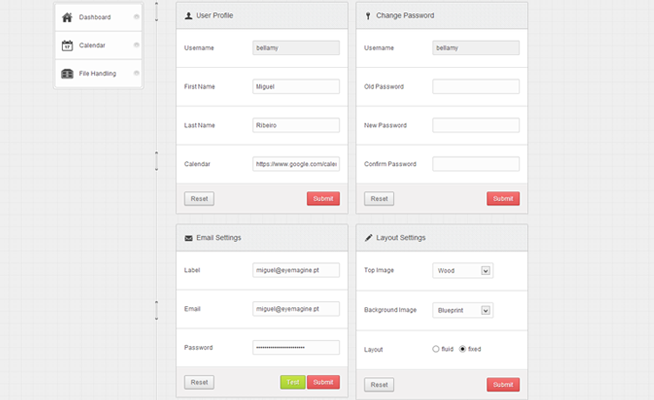 Dashboard
Calendar
File Handling
User Profile
Username bellamy
First Name Miguel
Last Name Ribeiro
Calendar https://www.google.com/cale
Reset Submit
Change Password
Username bellamy
Old Password
New Password
Confirm Password
Reset Submit
Email Settings
Label miguel@eyemagine.pt
Email miguel@eyemagine.pt
Password ••••••••••••••••••••••
Reset Test Submit
Layout Settings
Top Image Wood
Background Image Blueprint
Layout fluid fixed
Reset Submit